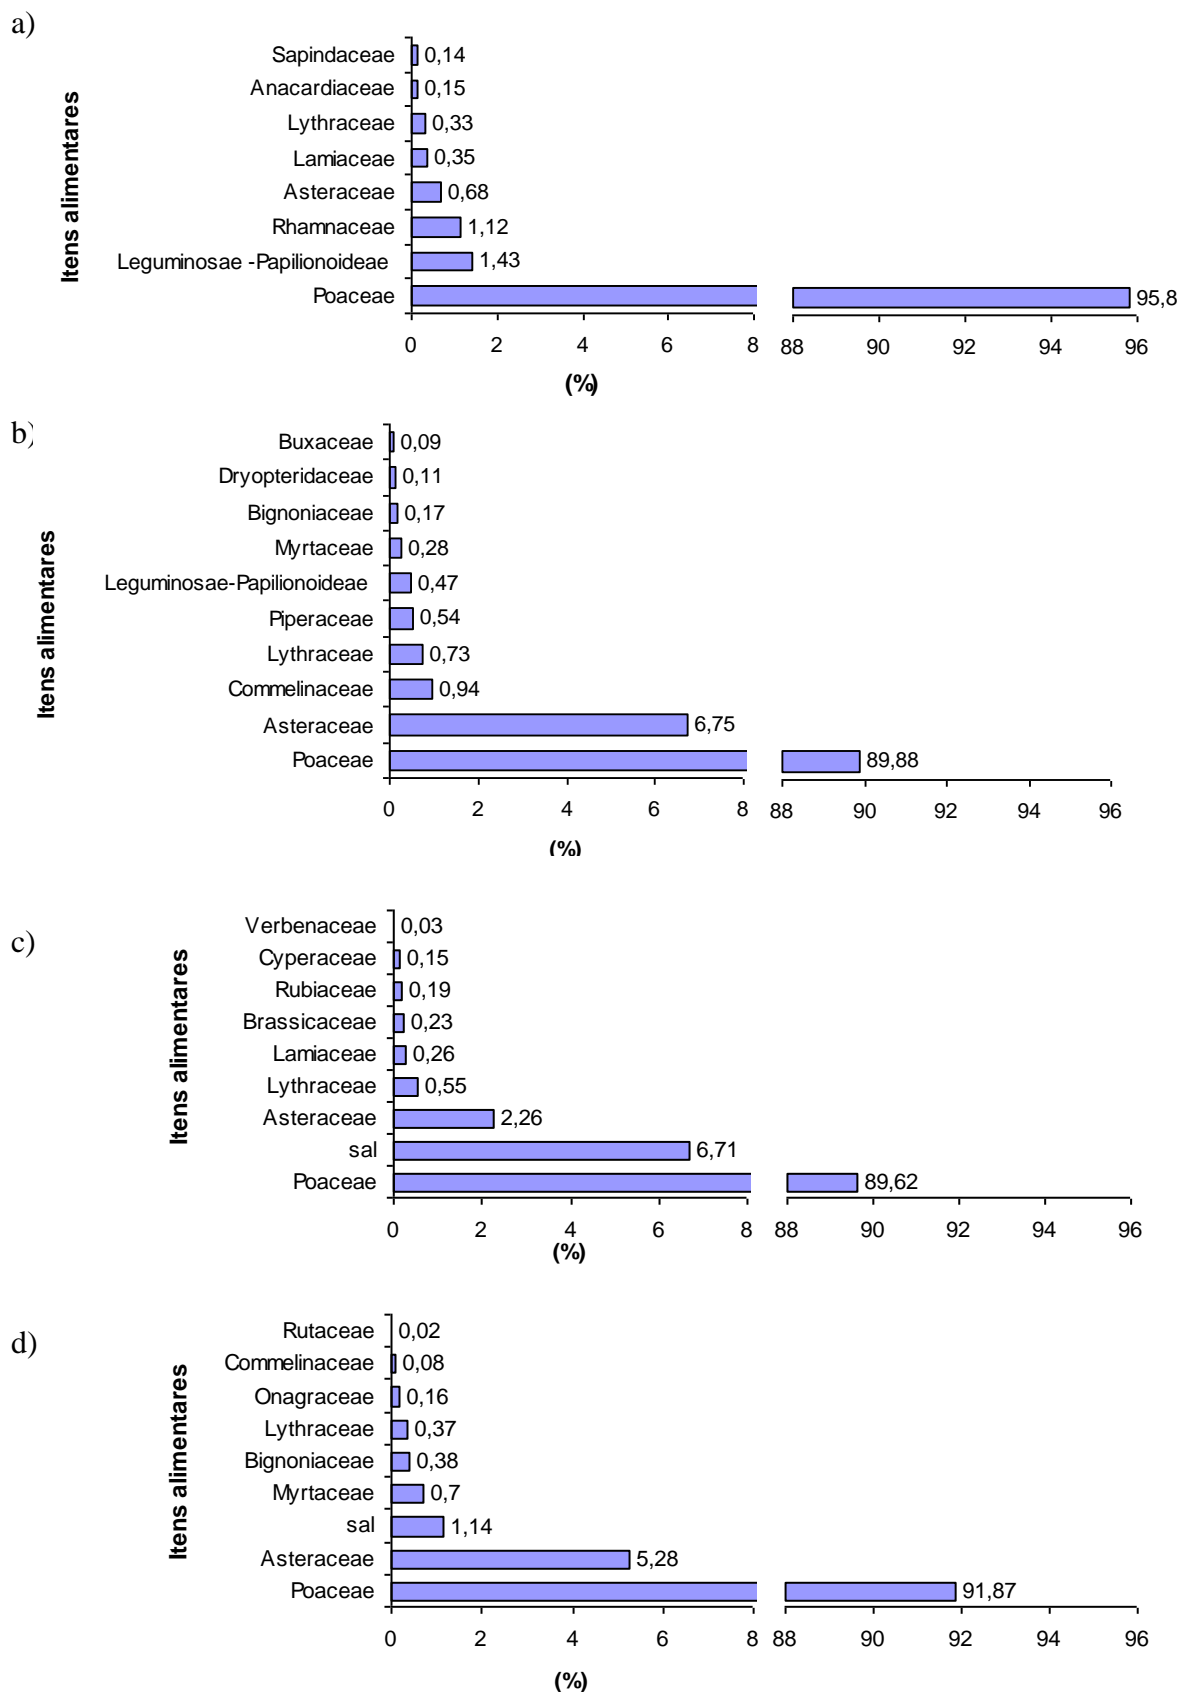 a)
Itens alimentares
Sapindaceae 0,14
Anacardiaceae 0,15
Lythraceae 0,33
Lamiaceae 0,35
Asteraceae 0,68
Rhamnaceae 1,12
Leguminosae -Papilionoideae 1,43
Poaceae 95,8
0 2 4 6 8 88 90 92 94 96
(%)
b)
Itens alimentares
Buxaceae 0,09
Dryopteridaceae 0,11
Bignoniaceae 0,17
Myrtaceae 0,28
Leguminosae-Papilionoideae 0,47
Piperaceae 0,54
Lythraceae 0,73
Commelinaceae 0,94
Asteraceae 6,75
Poaceae 89,88
0 2 4 6 8 88 90 92 94 96
(%)
c)
Itens alimentares
Verbenaceae 0,03
Cyperaceae 0,15
Rubiaceae 0,19
Brassicaceae 0,23
Lamiaceae 0,26
Lythraceae 0,55
Asteraceae 2,26
sal 6,71
Poaceae 89,62
0 2 4 6 8 88 90 92 94 96
(%)
d)
Itens alimentares
Rutaceae 0,02
Commelinaceae 0,08
Onagraceae 0,16
Lythraceae 0,37
Bignoniaceae 0,38
Myrtaceae 0,7
sal 1,14
Asteraceae 5,28
Poaceae 91,87
0 2 4 6 8 88 90 92 94 96
(%)